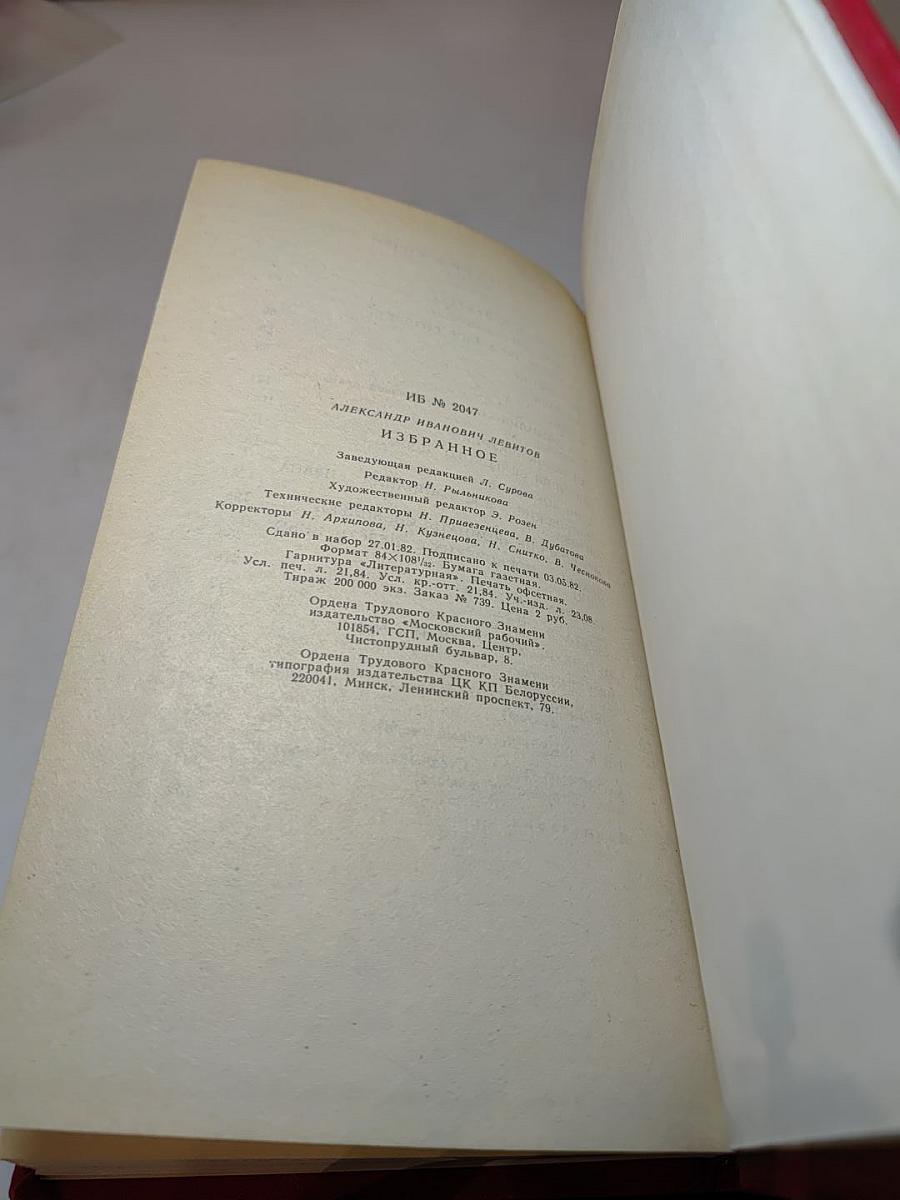 ИБ № 2047
АЛЕКСАНДР ИВАНОВИЧ ЛЕВИТОВ
ИЗБРАННОЕ
Заведующая редакцией Л. Сурова
Редактор Н. Рыльникова
Художественный редактор Э. Розен
Технические редакторы Н. Привезенцева, В. Дубатова
Корректоры Н. Архипова, Н. Кузнецова, Н. Снитко, В. Чеснокова
Сдано в набор 27.01.82. Подписано к печати 03.05.82.
Формат 84×108¹/₃₂. Бумага газетная.
Гарнитура «Литературная». Печать офсетная.
Усл. печ. л. 21,84. Усл. кр.-отт. 21,84. Уч.-изд. л. 23,08
Тираж 200 000 экз. Заказ № 739. Цена 2 руб.
Ордена Трудового Красного Знамени
издательство «Московский рабочий».
101854, ГСП, Москва, Центр,
Чистопрудный бульвар, 8.
Ордена Трудового Красного Знамени
типография издательства ЦК КП Белоруссии,
220041, Минск, Ленинский проспект, 79.